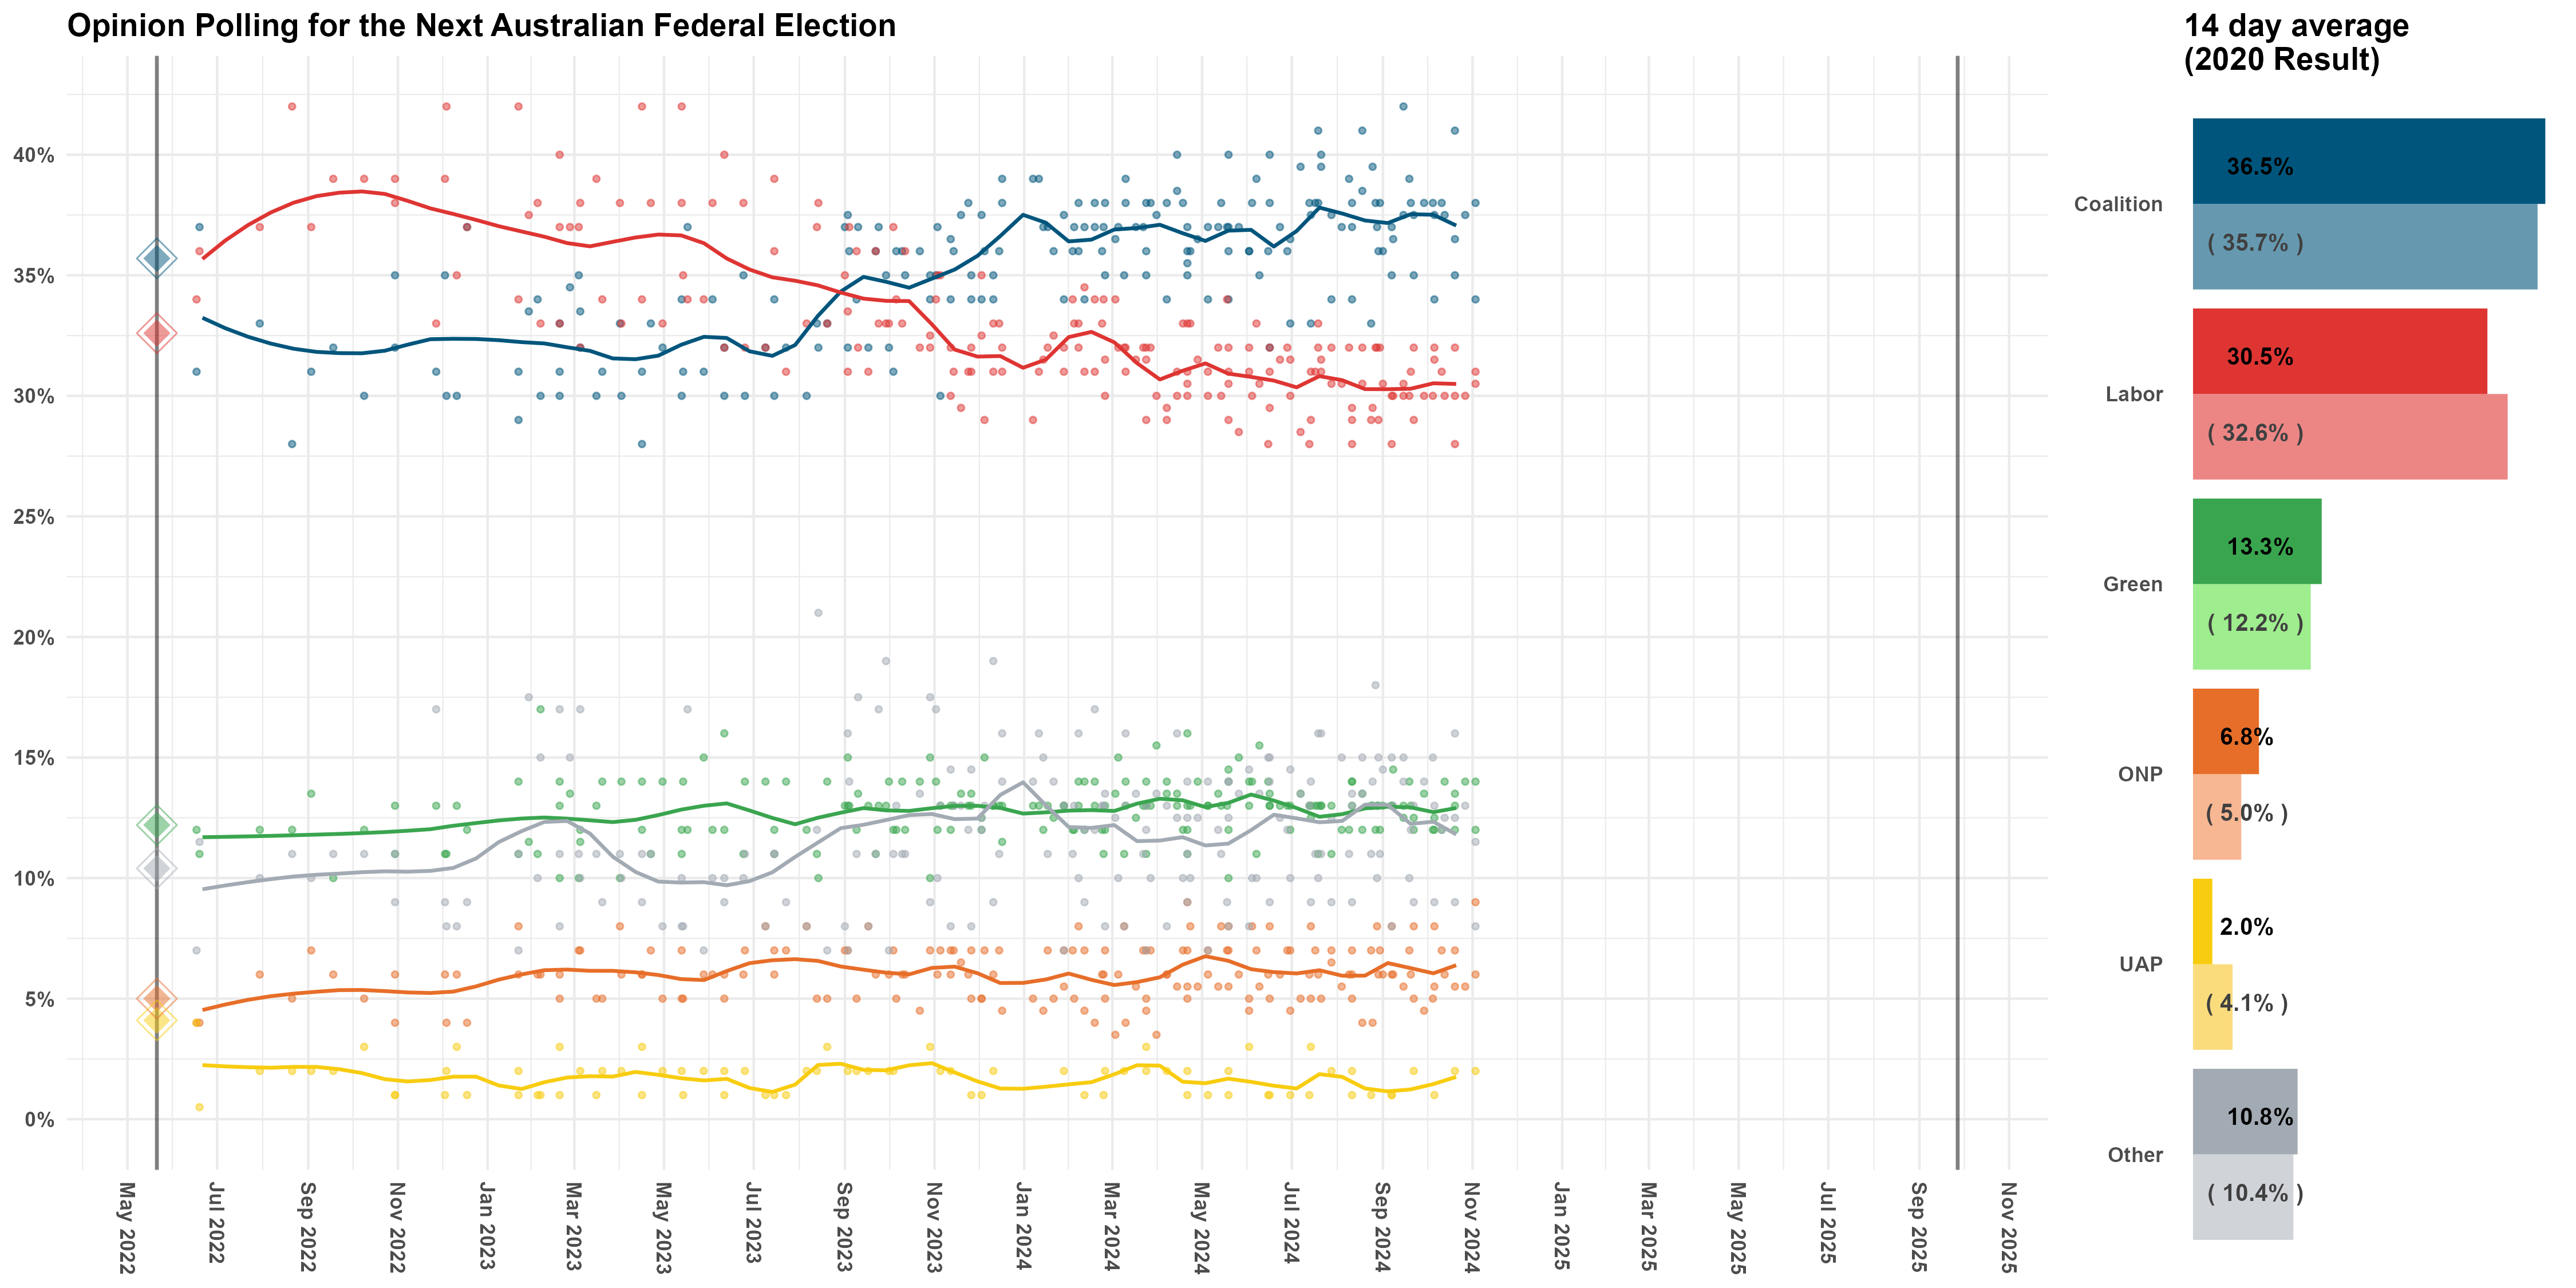 Opinion Polling for the Next Australian Federal Election
14 day average
(2020 Result)
40%
35%
30%
25%
20%
15%
10%
5%
0%
May 2022
Jul 2022
Sep 2022
Nov 2022
Jan 2023
Mar 2023
May 2023
Jul 2023
Sep 2023
Nov 2023
Jan 2024
Mar 2024
May 2024
Jul 2024
Sep 2024
Nov 2024
Jan 2025
Mar 2025
May 2025
Jul 2025
Sep 2025
Nov 2025
Coalition
36.5%
( 35.7% )
Labor
30.5%
( 32.6% )
Green
13.3%
( 12.2% )
ONP
6.8%
( 5.0% )
UAP
2.0%
( 4.1% )
Other
10.8%
( 10.4% )